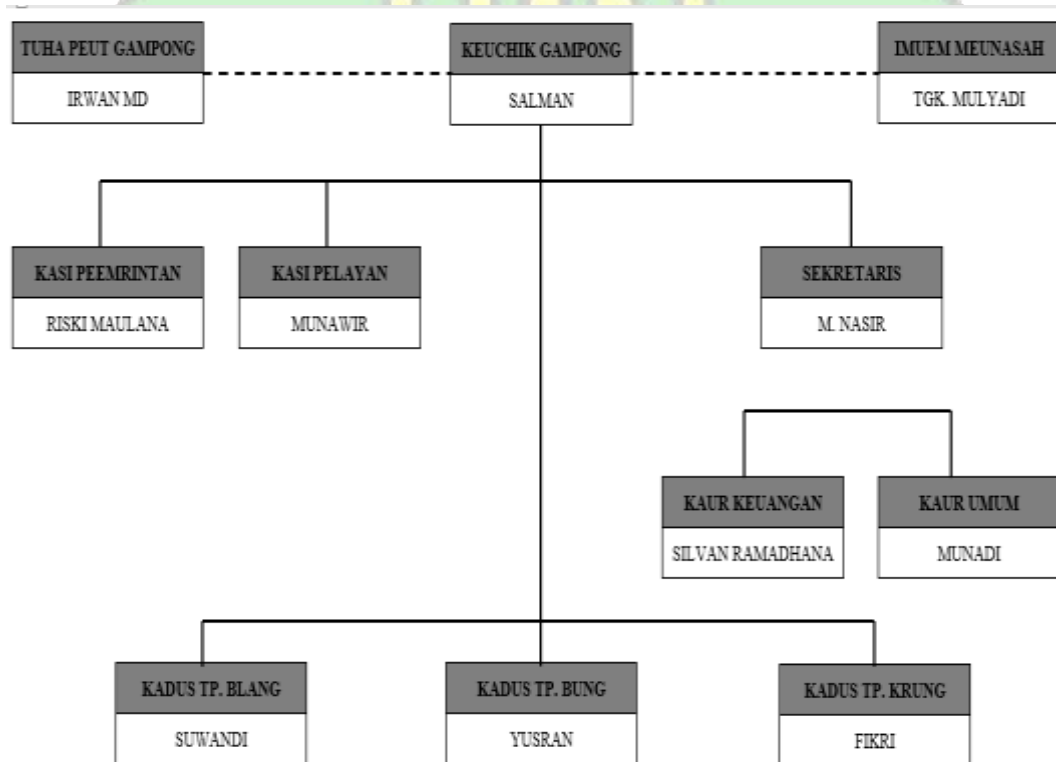 TUHA PEUT GAMPONG
IRWAN MD
KEUCHIK GAMPONG
SALMAN
IMUEM MEUNASAH
TGK. MULYADI
KASI PEEMRINTAN
RISKI MAULANA
KASI PELAYAN
MUNAWIR
SEKRETARIS
M. NASIR
KAUR KEUANGAN
SILVAN RAMADHANA
KAUR UMUM
MUNADI
KADUS TP. BLANG
SUWANDI
KADUS TP. BUNG
YUSRAN
KADUS TP. KRUNG
FIKRI